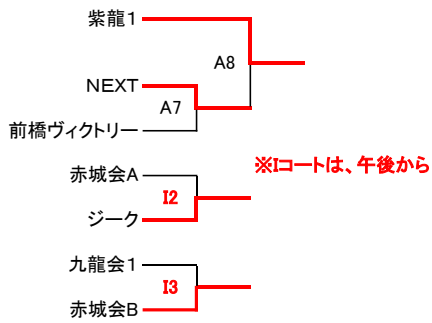 紫龍1
A8
NEXT
A7
前橋ヴィクトリー
※Iコートは、午後から
赤城会A
I2
ジーク
九龍会1
I3
赤城会B